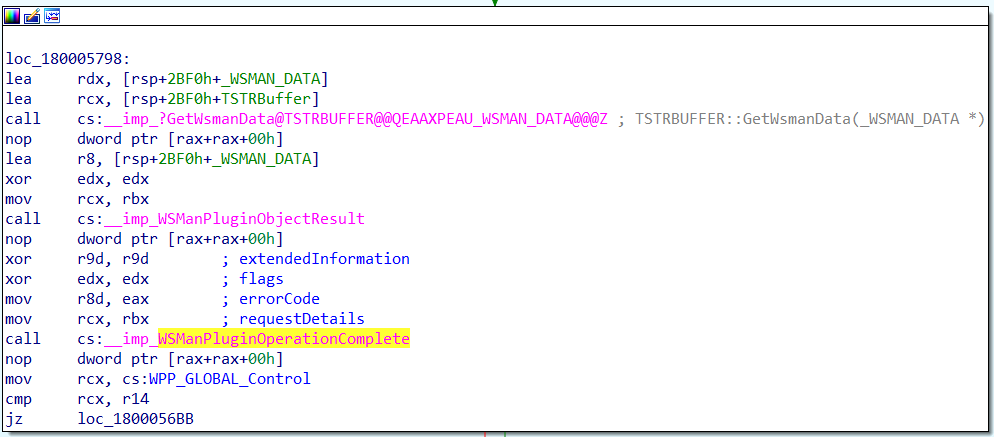 loc_180005798:
lea rdx, [rsp+2BF0h+_WSMAN_DATA]
lea rcx, [rsp+2BF0h+TSTRBuffer]
call cs:__imp_?GetWsmanData@TSTRBUFFER@@QEAAXPEAU_WSMAN_DATA@@@Z ; TSTRBUFFER::GetWsmanData(_WSMAN_DATA *)
nop dword ptr [rax+rax+00h]
lea r8, [rsp+2BF0h+_WSMAN_DATA]
xor edx, edx
mov rcx, rbx
call cs:__imp_WSManPluginObjectResult
nop dword ptr [rax+rax+00h]
xor r9d, r9d ; extendedInformation
xor edx, edx ; flags
mov r8d, eax ; errorCode
mov rcx, rbx ; requestDetails
call cs:__imp_WSManPluginOperationComplete
nop dword ptr [rax+rax+00h]
mov rcx, cs:WPP_GLOBAL_Control
cmp rcx, r14
jz loc_1800056BB